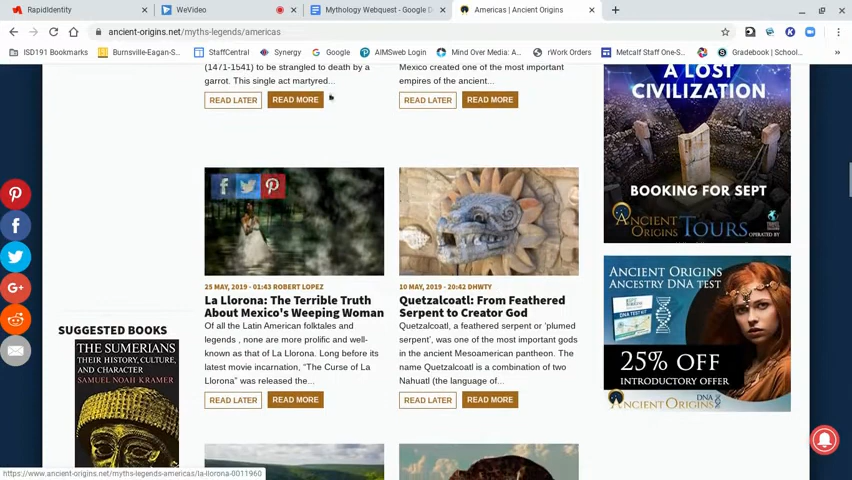 RapidIdentity
WeVideo
Mythology Webquest - Google D
Americas | Ancient Origins
ancient-origins.net/myths-legends/americas
ISD191 Bookmarks
Burnsville-Eagan-S...
StaffCentral
Synergy
Google
AIMSweb Login
Mind Over Media: A...
rWork Orders
Metcalf Staff One-S...
Gradebook | School...
(1471-1541) to be strangled to death by a
garrot. This single act martyred...
READ LATER
READ MORE
Mexico created one of the most important
empires of the ancient...
READ LATER
READ MORE
25 MAY, 2019 - 01:43 ROBERT LOPEZ
La Llorona: The Terrible Truth
About Mexico's Weeping Woman
Of all the Latin American folktales and
legends , none are more prolific and well-
known as that of La Llorona. Long before its
latest movie incarnation, “The Curse of La
Llorona” was released the...
READ LATER
READ MORE
10 MAY, 2019 - 20:42 DHWTY
Quetzalcoatl: From Feathered
Serpent to Creator God
Quetzalcoatl, a feathered serpent or ‘plumed
serpent’, was one of the most important gods
in the ancient Mesoamerican pantheon. The
name Quetzalcoatl is a combination of two
Nahuatl (the language of...
READ LATER
READ MORE
SUGGESTED BOOKS
THE SUMERIANS
THEIR HISTORY, CULTURE,
AND CHARACTER
SAMUEL NOAH KRAMER
A LOST
CIVILIZATION
BOOKING FOR SEPT
ANCIENT
ORIGINS TOURS OPERATED BY
ANCIENT ORIGINS
ANCESTRY DNA TEST
25% OFF
INTRODUCTORY OFFER
https://www.ancient-origins.net/myths-legends-americas/la-llorona-0011960